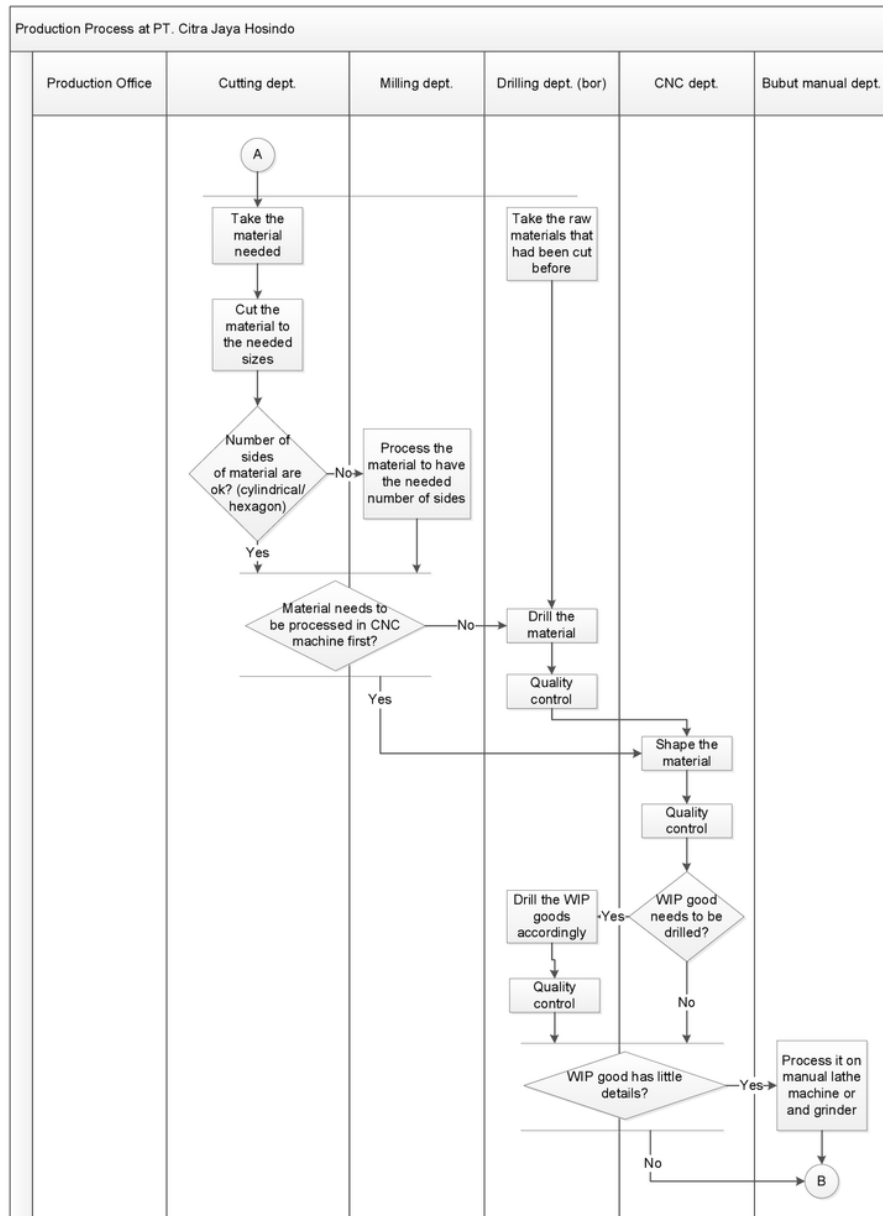 Production Process at PT. Citra Jaya Hosindo
Production Office
Cutting dept.
Milling dept.
Drilling dept. (bor)
CNC dept.
Bubut manual dept.
A
Take the
material
needed
Take the raw
materials that
had been cut
before
Cut the
material to
the needed
sizes
Number of
sides
of material are
ok? (cylindrical/
hexagon)
No
Process the
material to have
the needed
number of sides
Yes
Material needs to
be processed in CNC
machine first?
No
Drill the
material
Quality
control
Yes
Shape the
material
Quality
control
WIP good
needs to be
drilled?
Yes
Drill the WIP
goods
accordingly
Quality
control
No
WIP good has little
details?
Yes
Process it on
manual lathe
machine or
and grinder
No
B